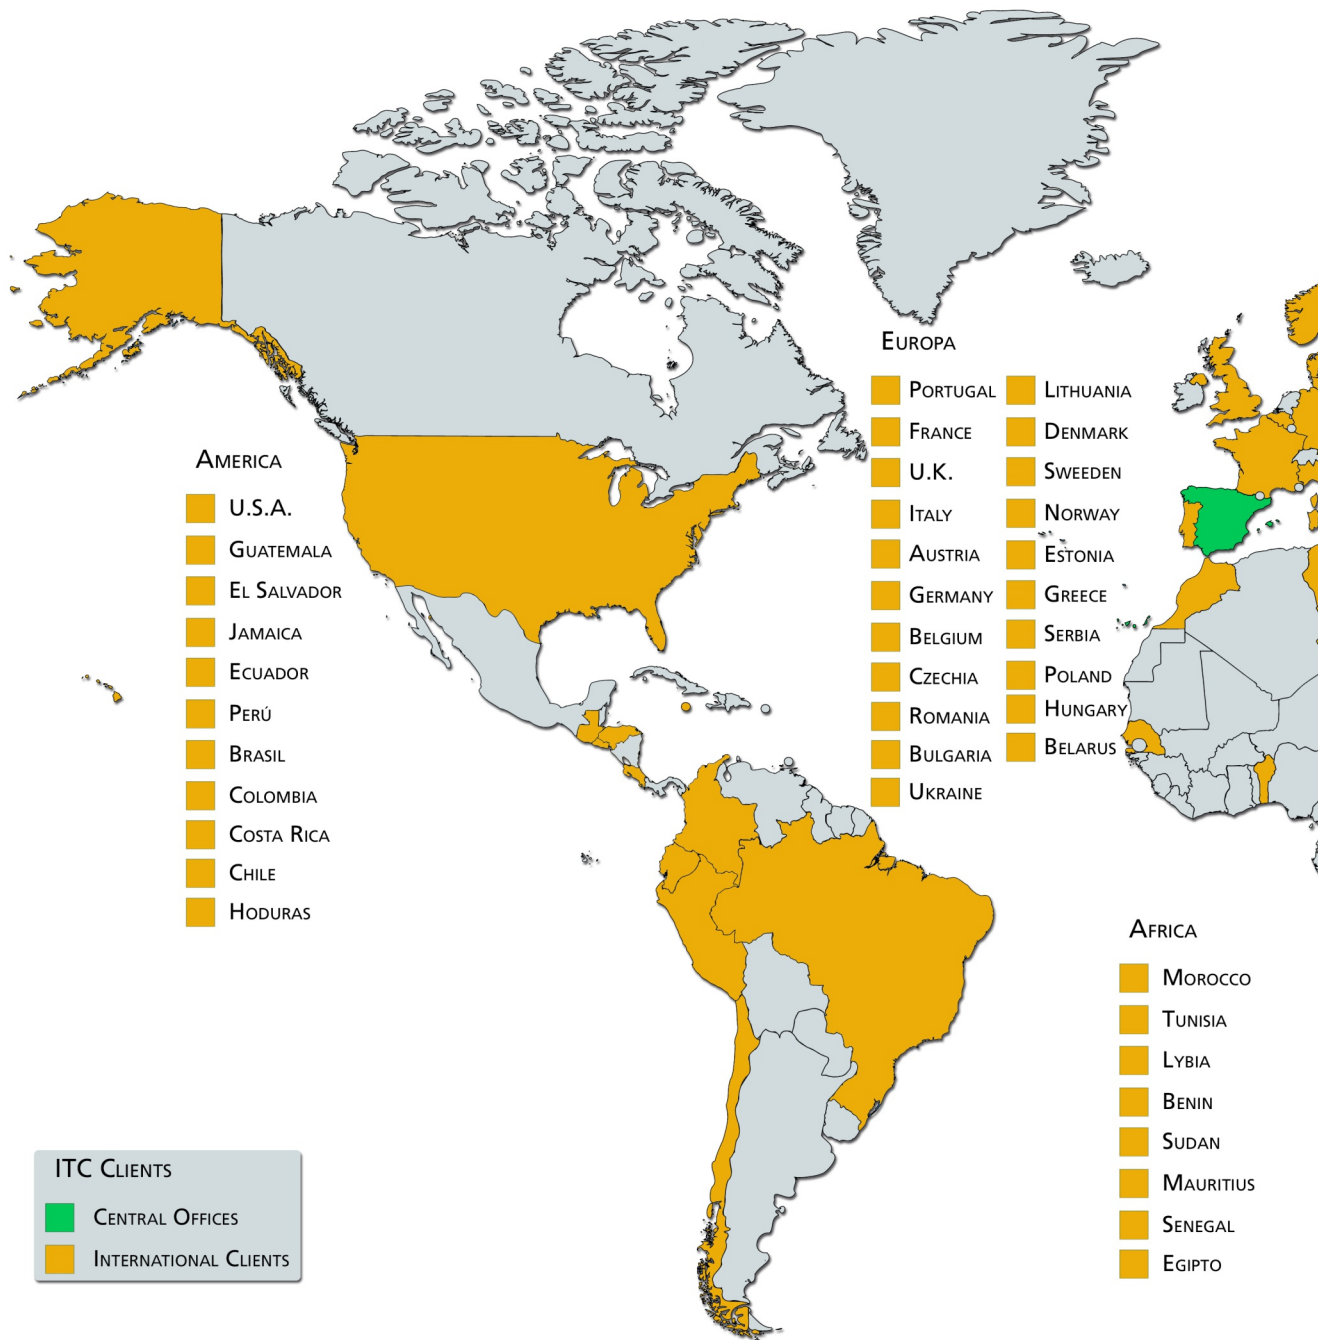 Europa
Portugal
France
U.K.
Italy
Austria
Germany
Belgium
Czechia
Romania
Bulgaria
Ukraine
Lithuania
Denmark
Sweeden
Norway
Estonia
Greece
Serbia
Poland
Hungary
Belarus
America
U.S.A.
Guatemala
El Salvador
Jamaica
Ecuador
Perú
Brasil
Colombia
Costa Rica
Chile
Hoduras
Africa
Morocco
Tunisia
Lybia
Benin
Sudan
Mauritius
Senegal
Egipto
ITC Clients
Central Offices
International Clients